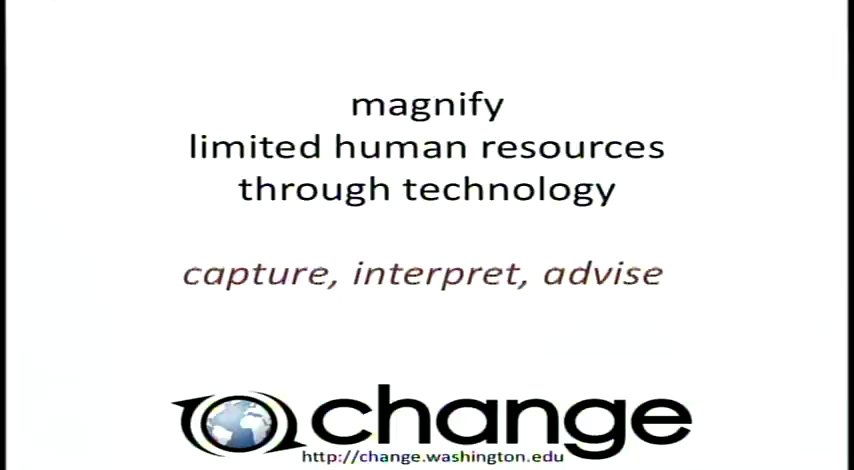 magnify
limited human resources
through technology
capture, interpret, advise
change
http://change.washington.edu